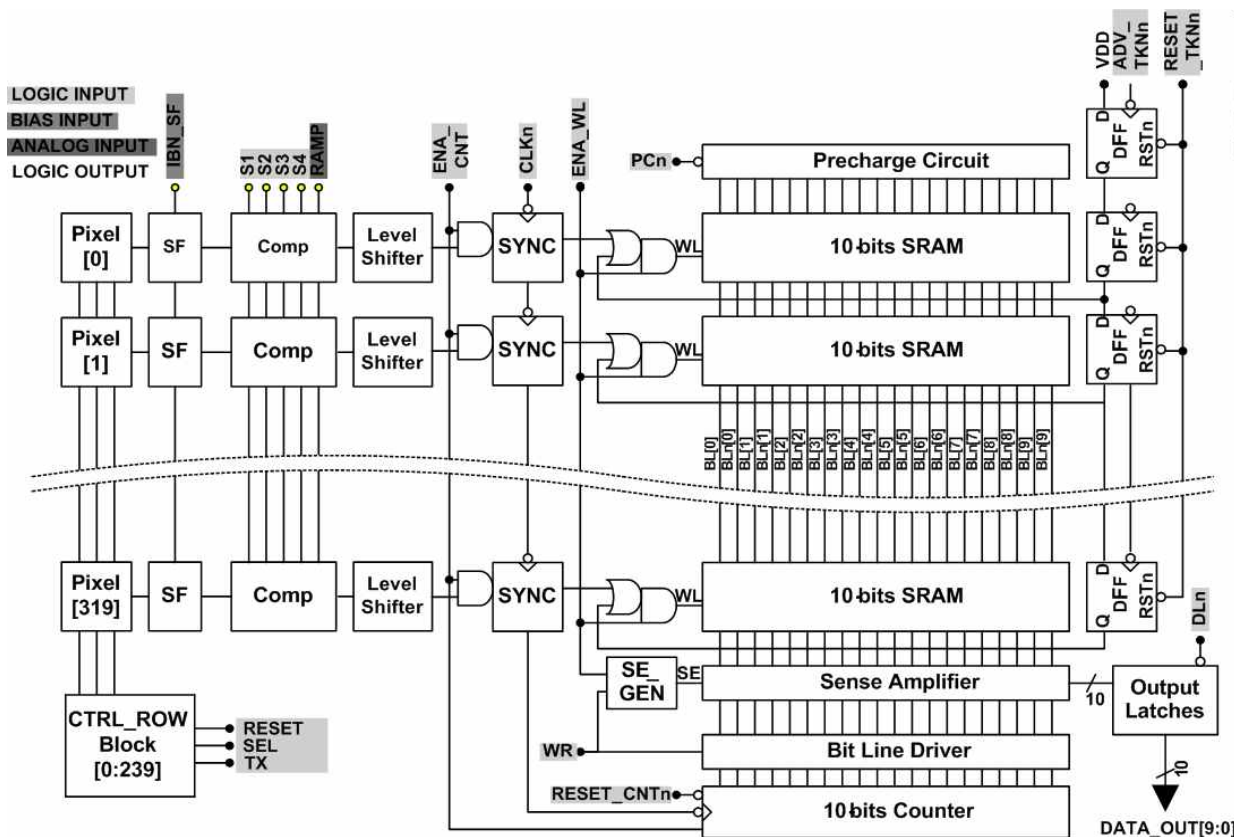 LOGIC INPUT
BIAS INPUT
ANALOG INPUT
LOGIC OUTPUT
IBN_SF
S1
S2
S3
S4
RAMP
ENA_
CNT
CLKn
ENA_WL
VDD
ADV_
TKNn
RESET
_TKNn
PCn
Precharge Circuit
D
DFF
Q
RSTn
Pixel
[0]
SF
Comp
Level
Shifter
SYNC
WL
10-bits SRAM
D
DFF
Q
RSTn
Pixel
[1]
SF
Comp
Level
Shifter
SYNC
WL
10-bits SRAM
D
DFF
Q
RSTn
BL[0]
BLn[0]
BL[1]
BLn[1]
BL[2]
BLn[2]
BL[3]
BLn[3]
BL[4]
BLn[4]
BL[5]
BLn[5]
BL[6]
BLn[6]
BL[7]
BLn[7]
BL[8]
BLn[8]
BL[9]
BLn[9]
Pixel
[319]
SF
Comp
Level
Shifter
SYNC
WL
10-bits SRAM
D
DFF
Q
RSTn
DLn
SE_
GEN
SE
Sense Amplifier
10
Output
Latches
CTRL_ROW
Block
[0:239]
RESET
SEL
TX
WR
Bit Line Driver
10
RESET_CNTn
10-bits Counter
DATA_OUT[9:0]